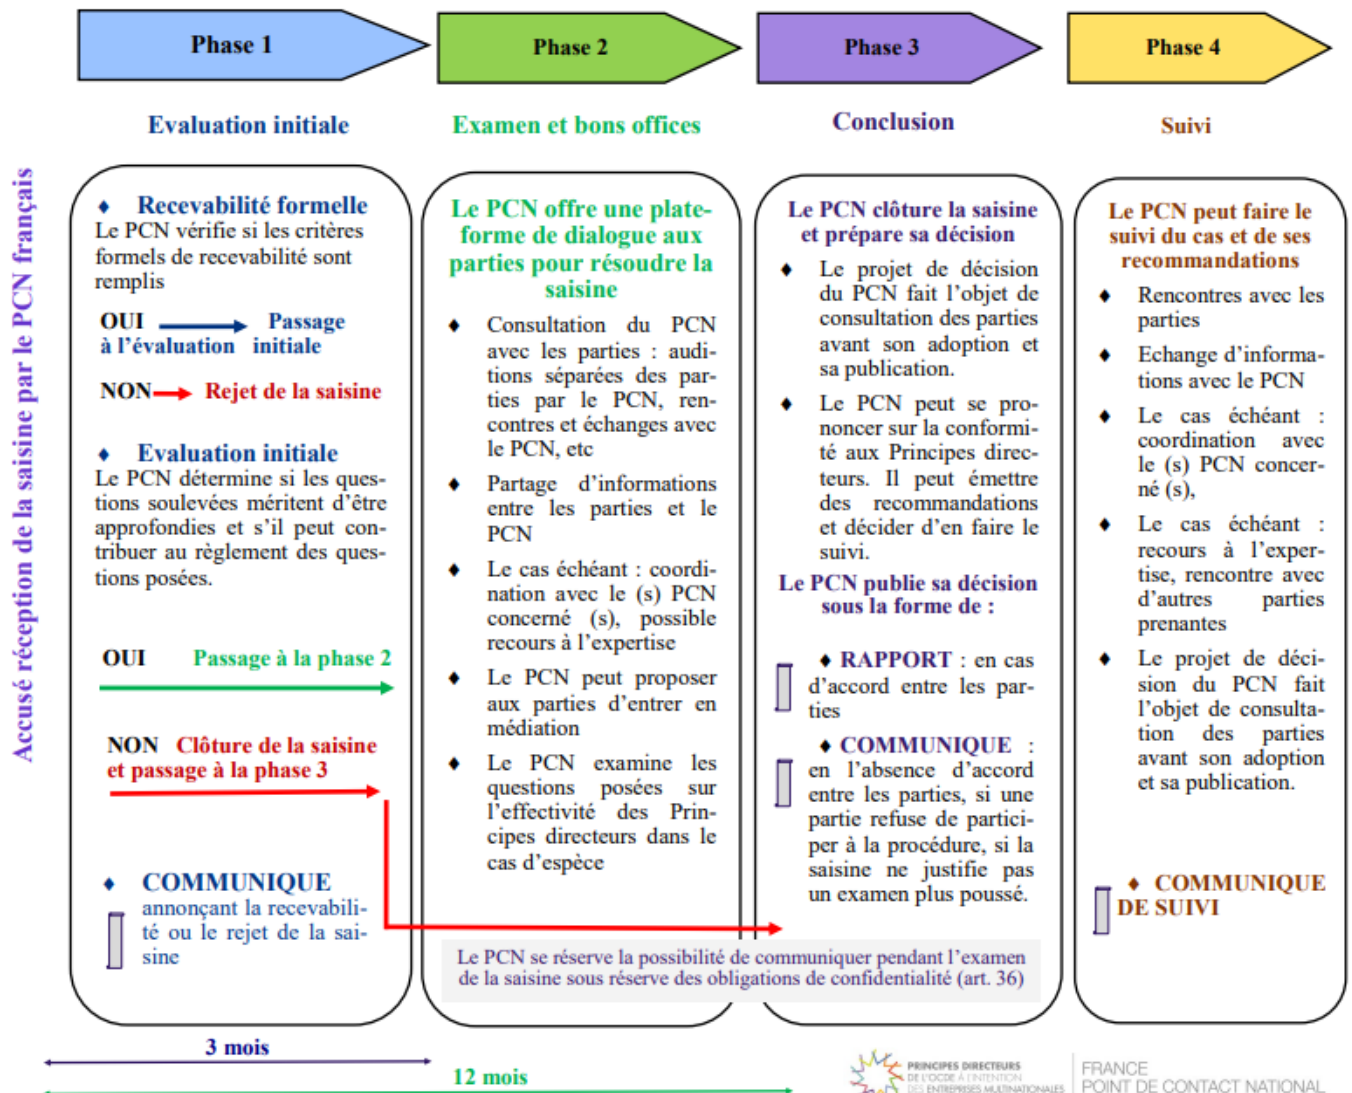 Phase 1
Phase 2
Phase 3
Phase 4
Evaluation initiale
Examen et bons offices
Conclusion
Suivi
Accusé réception de la saisine par le PCN français
♦ Recevabilité formelle
Le PCN vérifie si les critères
formels de recevabilité sont
remplis
OUI Passage
à l'évaluation initiale
NON Rejet de la saisine
♦ Evaluation initiale
Le PCN détermine si les ques-
tions soulevées méritent d'être
approfondies et s'il peut con-
tribuer au règlement des ques-
tions posées.
OUI Passage à la phase 2
NON Clôture de la saisine
et passage à la phase 3
♦ COMMUNIQUE
annonçant la recevabili-
té ou le rejet de la sai-
sine
Le PCN offre une plate-
forme de dialogue aux
parties pour résoudre la
saisine
♦ Consultation du PCN
avec les parties : audi-
tions séparées des par-
ties par le PCN, ren-
contres et échanges avec
le PCN, etc
♦ Partage d'informations
entre les parties et le
PCN
♦ Le cas échéant : coordi-
nation avec le (s) PCN
concerné (s), possible
recours à l'expertise
♦ Le PCN peut proposer
aux parties d'entrer en
médiation
♦ Le PCN examine les
questions posées sur
l'effectivité des Prin-
cipes directeurs dans le
cas d'espèce
Le PCN clôture la saisine
et prépare sa décision
♦ Le projet de décision
du PCN fait l'objet de
consultation des parties
avant son adoption et
sa publication.
♦ Le PCN peut se pro-
noncer sur la conformi-
té aux Principes direc-
teurs. Il peut émettre
des recommandations
et décider d'en faire le
suivi.
Le PCN publie sa décision
sous la forme de :
♦ RAPPORT : en cas
d'accord entre les par-
ties
♦ COMMUNIQUE :
en l'absence d'accord
entre les parties, si une
partie refuse de partici-
per à la procédure, si la
saisine ne justifie pas
un examen plus poussé.
Le PCN peut faire le
suivi du cas et de ses
recommandations
♦ Rencontres avec les
parties
♦ Echange d'informa-
tions avec le PCN
♦ Le cas échéant :
coordination avec
le (s) PCN concer-
né (s),
♦ Le cas échéant :
recours à l'exper-
tise, rencontre avec
d'autres parties
prenantes
♦ Le projet de déci-
sion du PCN fait
l'objet de consulta-
tion des parties
avant son adoption
et sa publication.
♦ COMMUNIQUE
DE SUIVI
Le PCN se réserve la possibilité de communiquer pendant l'examen
de la saisine sous réserve des obligations de confidentialité (art. 36)
3 mois
12 mois
PRINCIPES DIRECTEURS
DE L'OCDE À L'INTENTION
DES ENTREPRISES MULTINATIONALES
FRANCE
POINT DE CONTACT NATIONAL